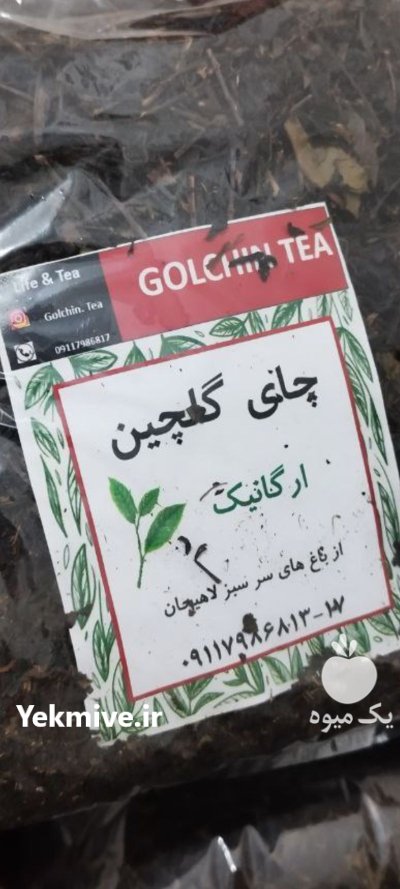 Life & Tea
GOLCHIN TEA
Golchin. Tea
09117986817
چای گلچین
ارگانیک
از باغ های سر سبز لاهیجان
۰۹۱۱۷۹۸۶۸۱۳-۱۷
Yekmive.ir
یک میوه